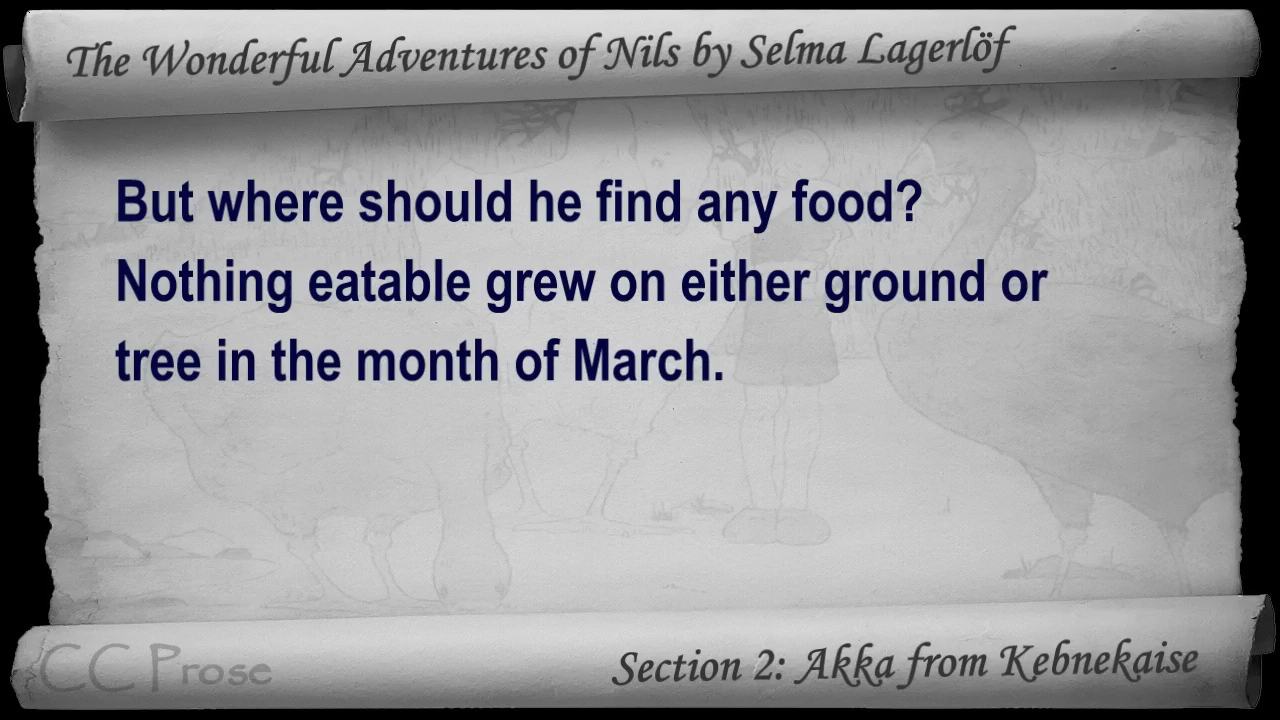 The Wonderful Adventures of Nils by Selma Lagerlöf
But where should he find any food?
Nothing eatable grew on either ground or
tree in the month of March.
CC Prose
Section 2: Akka from Kebnekaise